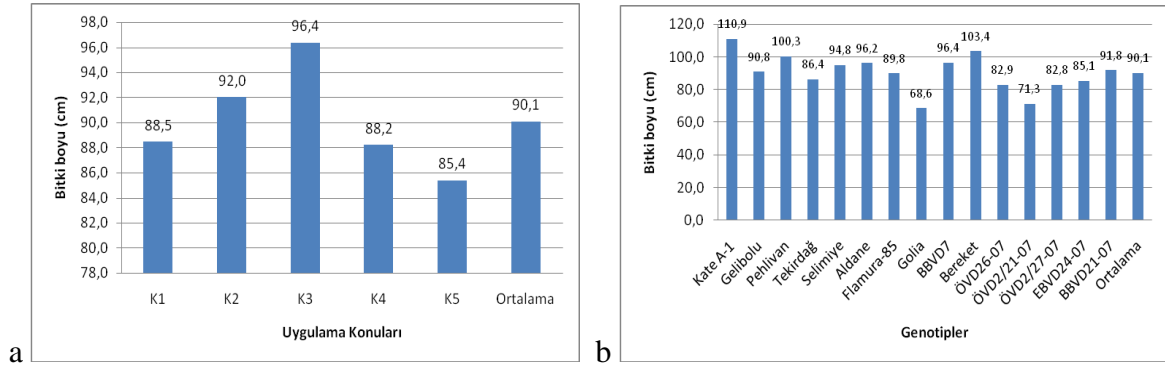 98,0
96,0
94,0
92,0
90,0
88,0
86,0
84,0
82,0
80,0
78,0
Bitki boyu (cm)
88,5
92,0
96,4
88,2
85,4
90,1
K1 K2 K3 K4 K5 Ortalama
Uygulama Konuları
a
120,0
100,0
80,0
60,0
40,0
20,0
0,0
Bitki boyu (cm)
110,9
90,8
100,3
86,4
94,8
96,2
89,8
68,6
96,4
103,4
82,9
71,3
82,8
85,1
91,8
90,1
Kate A-1
Gelibolu
Pehlivan
Tekirdağ
Selimiye
Aldane
Flamura-85
Golia
BBVD7
Bereket
ÖVD26-07
ÖVD2/21-07
ÖVD2/27-07
EBVD24-07
BBVD21-07
Ortalama
Genotipler
b